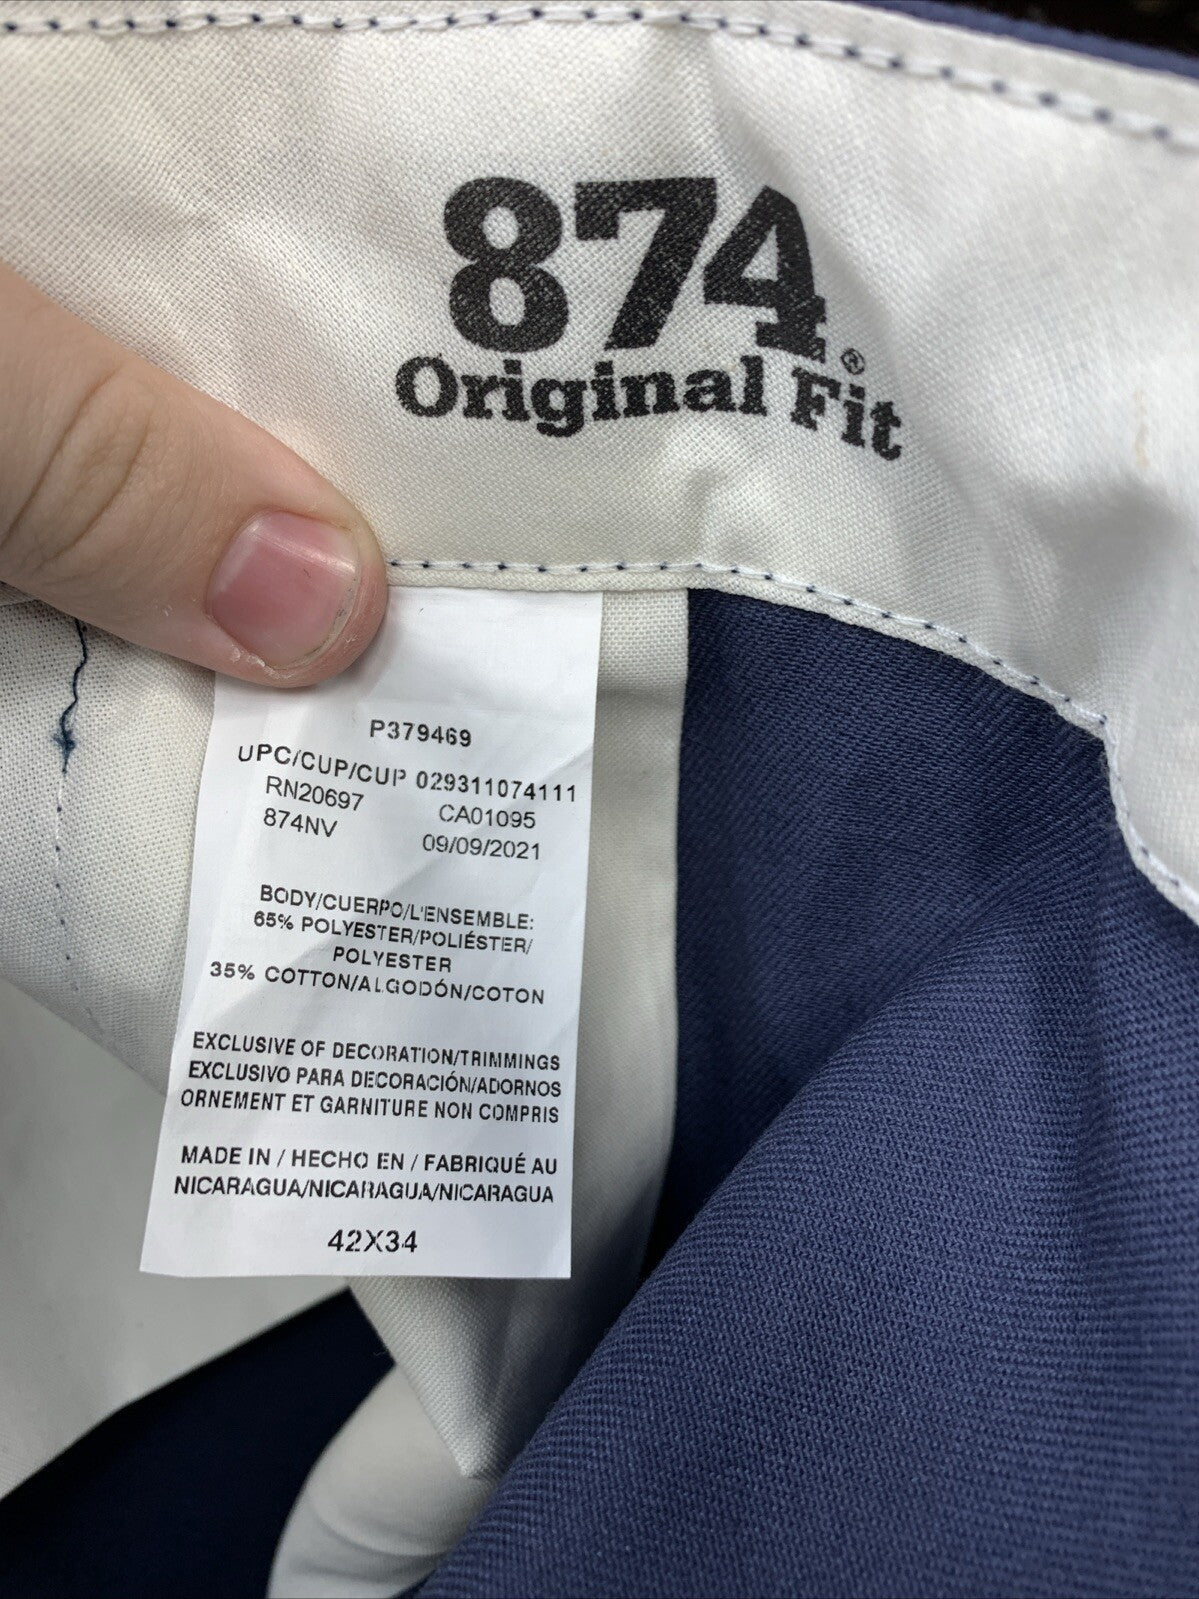 874®
Original Fit
P379469
UPC/CUP/CUP 029311074111
RN20697 CA01095
874NV 09/09/2021
BODY/CUERPO/L'ENSEMBLE:
65% POLYESTER/POLIÉSTER/
POLYESTER
35% COTTON/ALGODÓN/COTON
EXCLUSIVE OF DECORATION/TRIMMINGS
EXCLUSIVO PARA DECORACIÓN/ADORNOS
ORNEMENT ET GARNITURE NON COMPRIS
MADE IN / HECHO EN / FABRIQUÉ AU
NICARAGUA/NICARAGUA/NICARAGUA
42X34